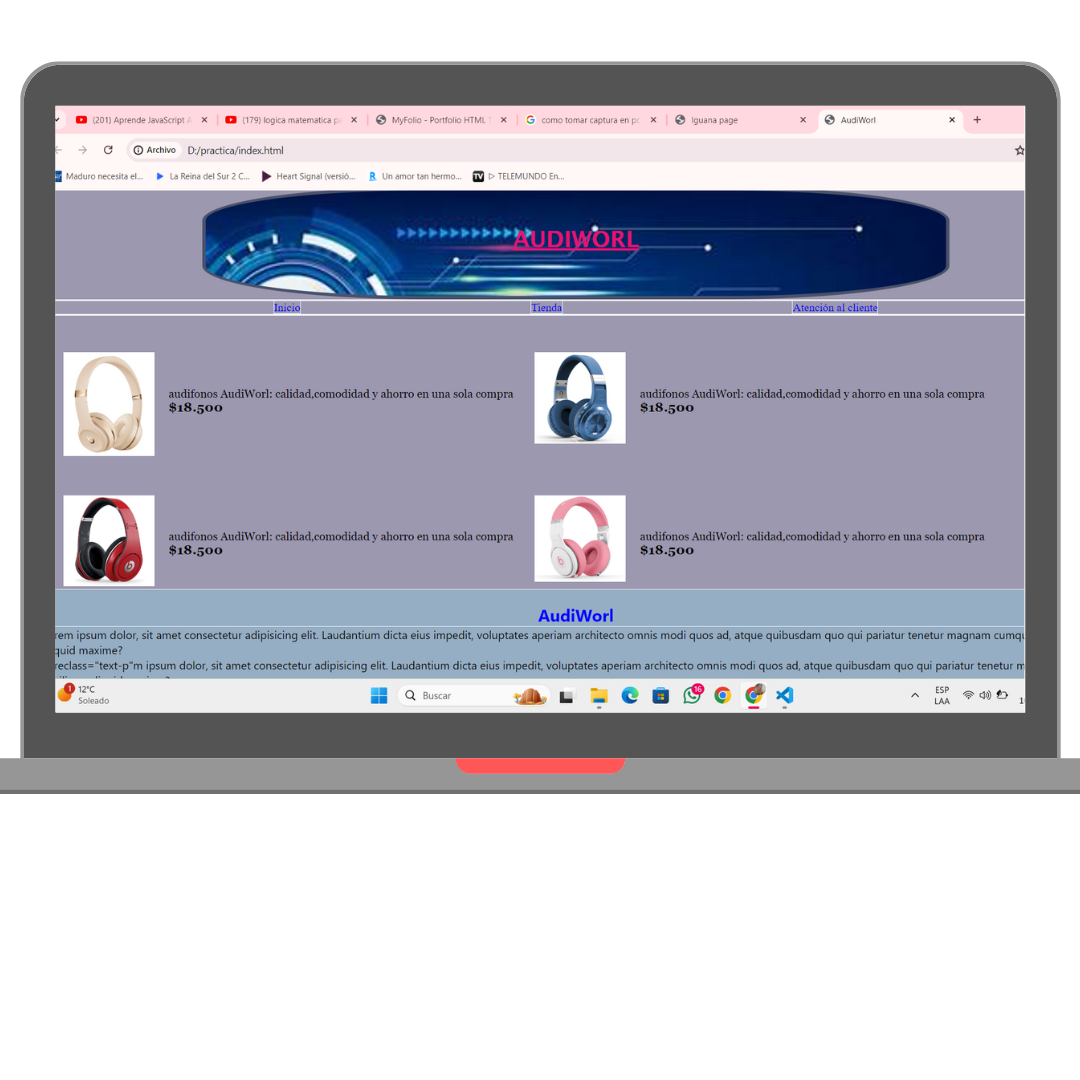 (201) Aprende JavaScript A
(179) logica matematica pa
MyFolio - Portfolio HTML T
como tomar captura en pc
Iguana page
AudiWorl
Archivo D:/practica/index.html
Maduro necesita el...
La Reina del Sur 2 C...
Heart Signal (versió...
Un amor tan hermo...
TV ▷ TELEMUNDO En...
AUDIWORL
Inicio
Tienda
Atención al cliente
audifonos AudiWorl: calidad,comodidad y ahorro en una sola compra
$18.500
audifonos AudiWorl: calidad,comodidad y ahorro en una sola compra
$18.500
audifonos AudiWorl: calidad,comodidad y ahorro en una sola compra
$18.500
audifonos AudiWorl: calidad,comodidad y ahorro en una sola compra
$18.500
AudiWorl
rem ipsum dolor, sit amet consectetur adipisicing elit. Laudantium dicta eius impedit, voluptates aperiam architecto omnis modi quos ad, atque quibusdam quo qui pariatur tenetur magnam cumqu
quid maxime?
reclass="text-p"m ipsum dolor, sit amet consectetur adipisicing elit. Laudantium dicta eius impedit, voluptates aperiam architecto omnis modi quos ad, atque quibusdam quo qui pariatur tenetur m
1
12°C
Soleado
Buscar
16
ESP
LAA